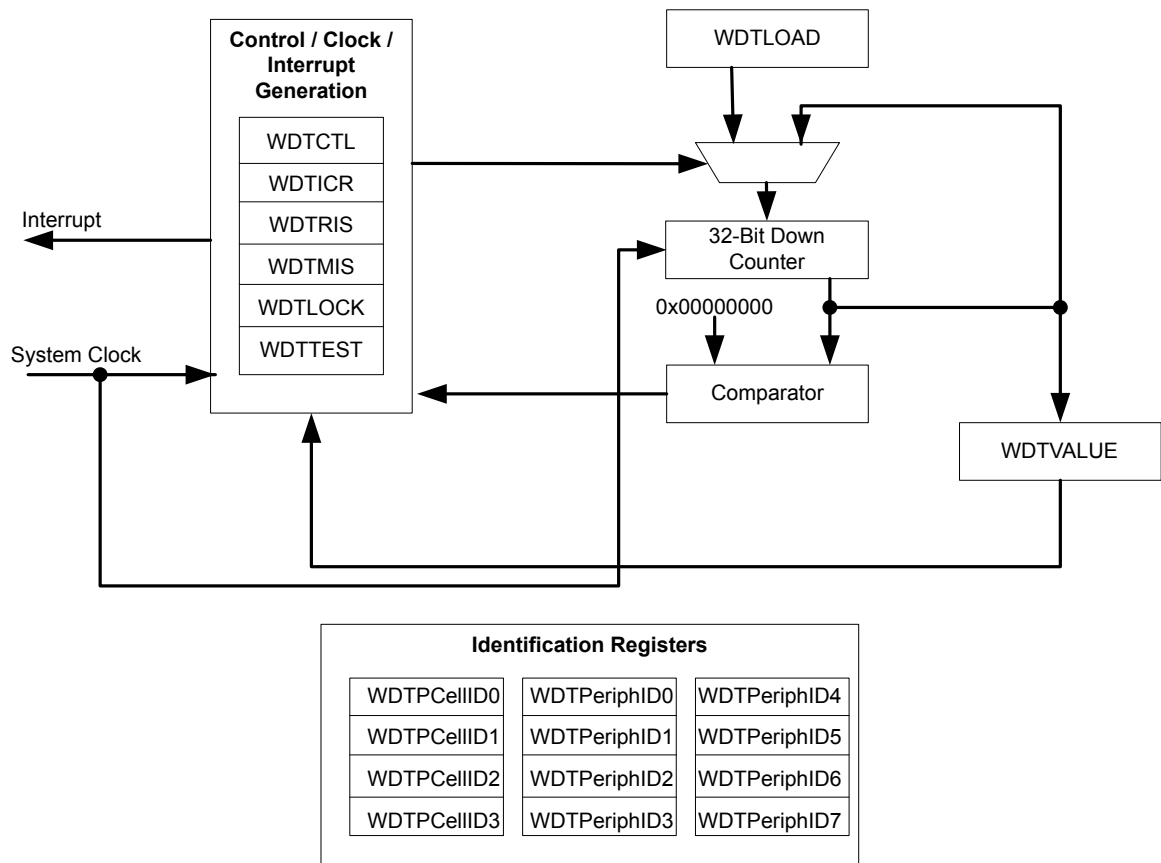 Control / Clock /
Interrupt
Generation
WDTCTL
WDTICR
WDTRIS
WDTMIS
WDTLOCK
WDTTEST
Interrupt
System Clock
WDTLOAD
32-Bit Down
Counter
0x00000000
Comparator
WDTVALUE
Identification Registers
WDTPCellID0
WDTPeriphID0
WDTPeriphID4
WDTPCellID1
WDTPeriphID1
WDTPeriphID5
WDTPCellID2
WDTPeriphID2
WDTPeriphID6
WDTPCellID3
WDTPeriphID3
WDTPeriphID7